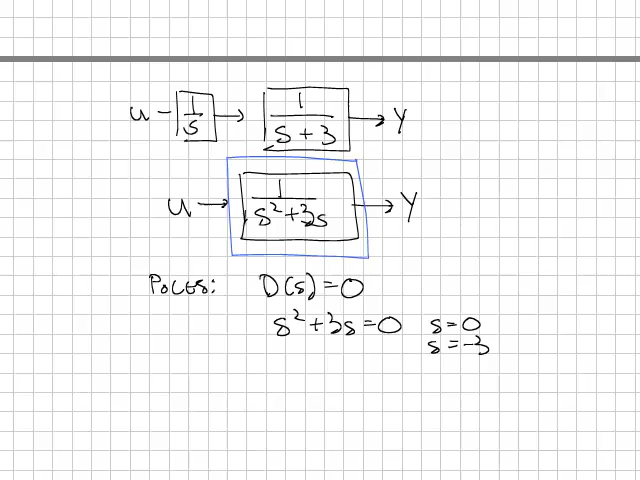 u 1/s → 1/(s + 3) → y
u → 1/(s² + 3s) → y
POLES: D(s) = 0
s² + 3s = 0 s = 0
s = -3